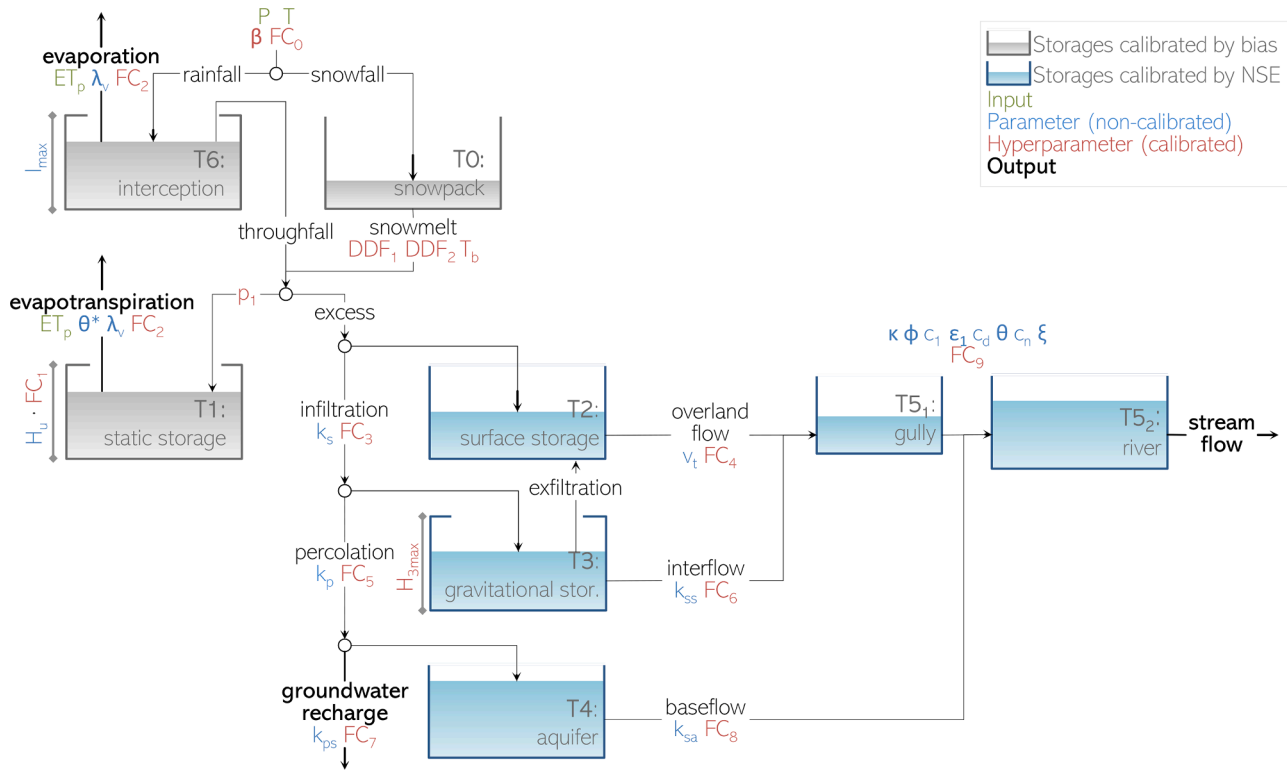 P T
β FC₀
evaporation
ETₚ λᵥ FC₂
rainfall
snowfall
Iₘₐₓ
T6:
interception
T0:
snowpack
throughfall
snowmelt
DDF₁ DDF₂ T_b
evapotranspiration
ETₚ θ* λᵥ FC₂
p₁
excess
Hᵤ · FC₁
T1:
static storage
infiltration
kₛ FC₃
T2:
surface storage
overland
flow
vₜ FC₄
κ ϕ c₁ ε₁ c_d θ cₙ ξ
FC₉
T5₁:
gully
T5₂:
river
stream
flow
exfiltration
percolation
kₚ FC₅
H₃ₘₐₓ
T3:
gravitational stor.
interflow
kₛₛ FC₆
groundwater
recharge
kₚₛ FC₇
T4:
aquifer
baseflow
kₛₐ FC₈
Storages calibrated by bias
Storages calibrated by NSE
Input
Parameter (non-calibrated)
Hyperparameter (calibrated)
Output